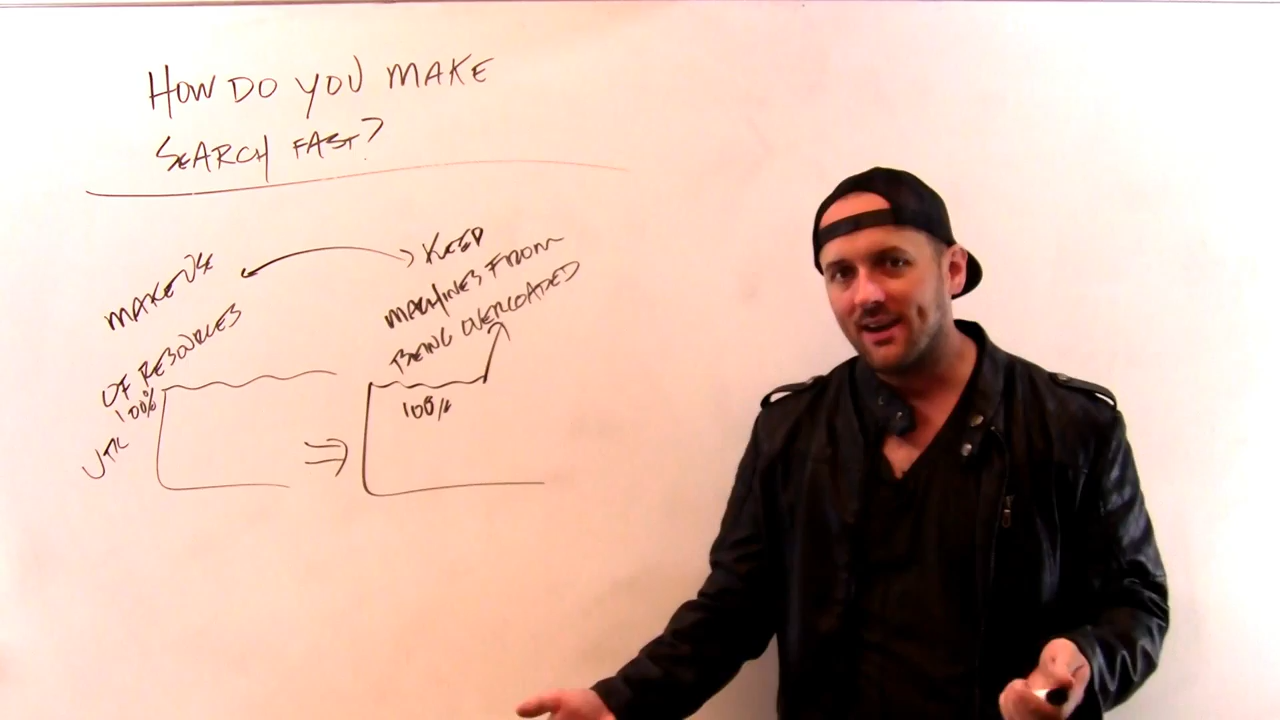 HOW DO YOU MAKE
SEARCH FAST?
MAKE USE
OF RESOURCES
100%
UTIL
KEEP
MACHINES FROM
BEING OVERLOADED
100%